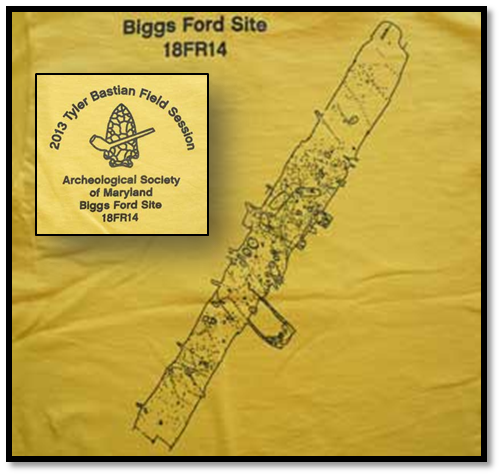 Biggs Ford Site
18FR14
2013 Tyler Bastian Field Session
Archeological Society
of Maryland
Biggs Ford Site
18FR14